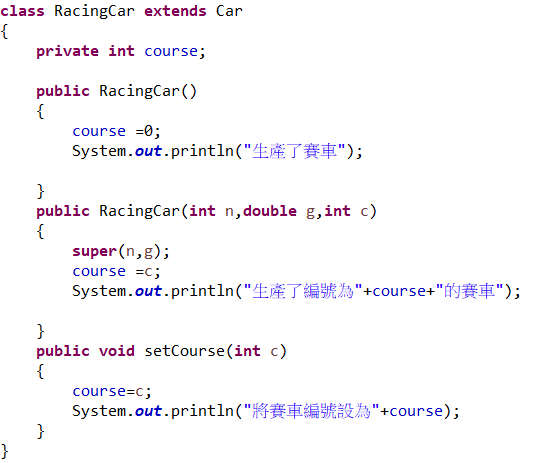 class RacingCar extends Car
{
    private int course;

    public RacingCar()
    {
        course =0;
        System.out.println("生產了賽車");

    }
    public RacingCar(int n,double g,int c)
    {
        super(n,g);
        course =c;
        System.out.println("生產了編號為"+course+"的賽車");

    }
    public void setCourse(int c)
    {
        course=c;
        System.out.println("將賽車編號設為"+course);
    }
}